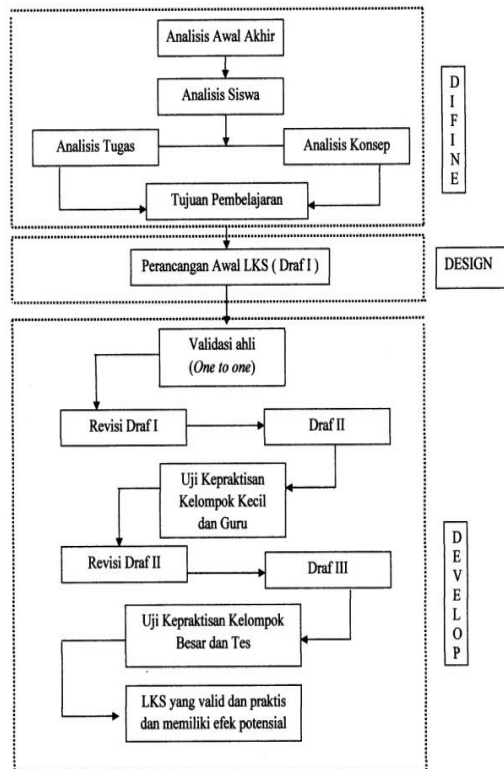 Analisis Awal Akhir
Analisis Siswa
Analisis Tugas
Analisis Konsep
Tujuan Pembelajaran
DIFINE
Perancangan Awal LKS ( Draf I )
DESIGN
Validasi ahli
(One to one)
Revisi Draf I
Draf II
Uji Kepraktisan
Kelompok Kecil
dan Guru
Revisi Draf II
Draf III
Uji Kepraktisan Kelompok
Besar dan Tes
LKS yang valid dan praktis
dan memiliki efek potensial
DEVELOP